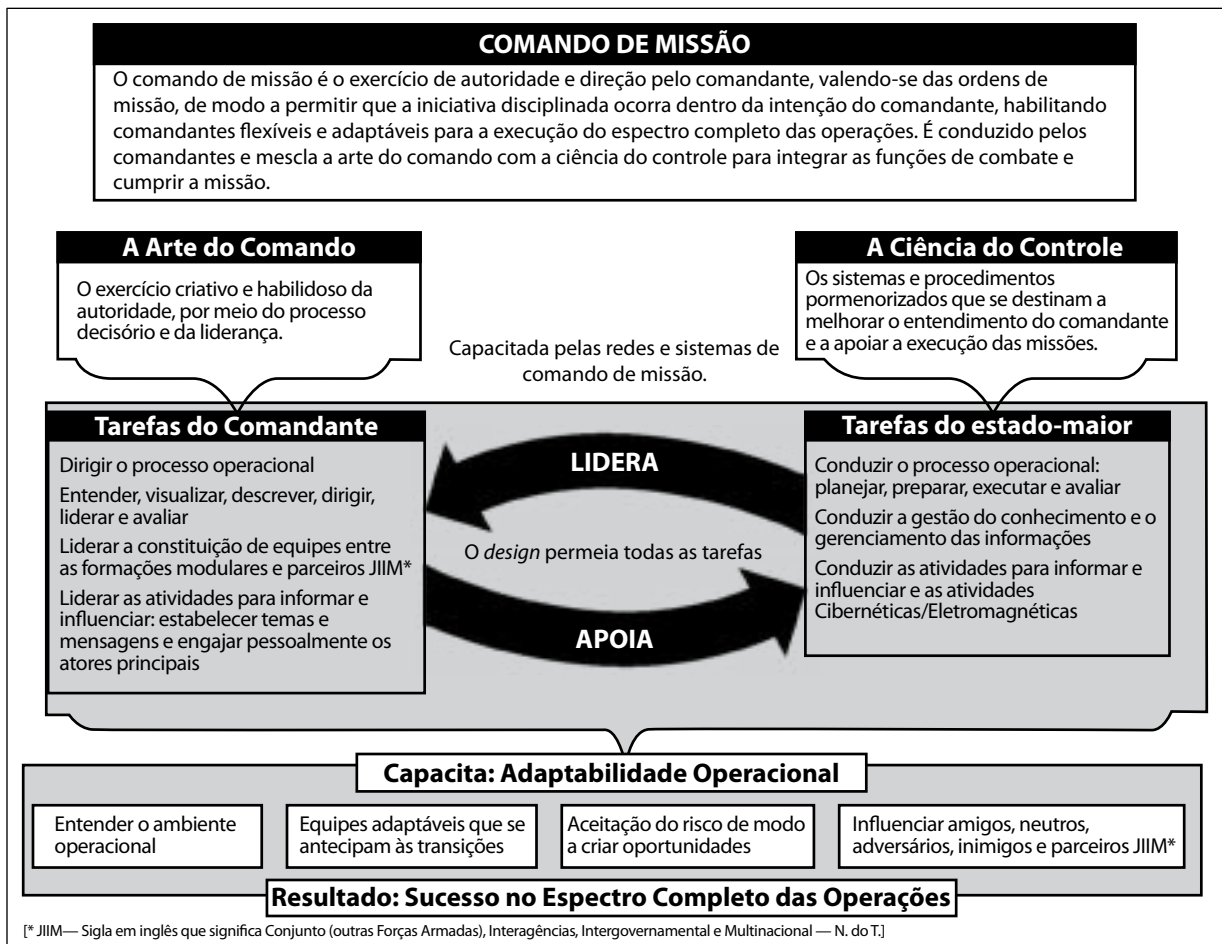 COMANDO DE MISSÃO
O comando de missão é o exercício de autoridade e direção pelo comandante, valendo-se das ordens de
missão, de modo a permitir que a iniciativa disciplinada ocorra dentro da intenção do comandante, habilitando
comandantes flexíveis e adaptáveis para a execução do espectro completo das operações. É conduzido pelos
comandantes e mescla a arte do comando com a ciência do controle para integrar as funções de combate e
cumprir a missão.
A Arte do Comando
O exercício criativo e habilidoso da
autoridade, por meio do processo
decisório e da liderança.
A Ciência do Controle
Os sistemas e procedimentos
pormenorizados que se destinam a
melhorar o entendimento do comandante
e a apoiar a execução das missões.
Capacitada pelas redes e sistemas de
comando de missão.
Tarefas do Comandante
Dirigir o processo operacional
Entender, visualizar, descrever, dirigir,
liderar e avaliar
Liderar a constituição de equipes entre
as formações modulares e parceiros JIIM*
Liderar as atividades para informar e
influenciar: estabelecer temas e
mensagens e engajar pessoalmente os
atores principais
LIDERA
O design permeia todas as tarefas
APOIA
Tarefas do estado-maior
Conduzir o processo operacional:
planejar, preparar, executar e avaliar
Conduzir a gestão do conhecimento e o
gerenciamento das informações
Conduzir as atividades para informar e
influenciar e as atividades
Cibernéticas/Eletromagnéticas
Capacita: Adaptabilidade Operacional
Entender o ambiente
operacional
Equipes adaptáveis que se
antecipam às transições
Aceitação do risco de modo
a criar oportunidades
Influenciar amigos, neutros,
adversários, inimigos e parceiros JIIM*
Resultado: Sucesso no Espectro Completo das Operações
[* JIIM— Sigla em inglês que significa Conjunto (outras Forças Armadas), Interagências, Intergovernamental e Multinacional — N. do T.]